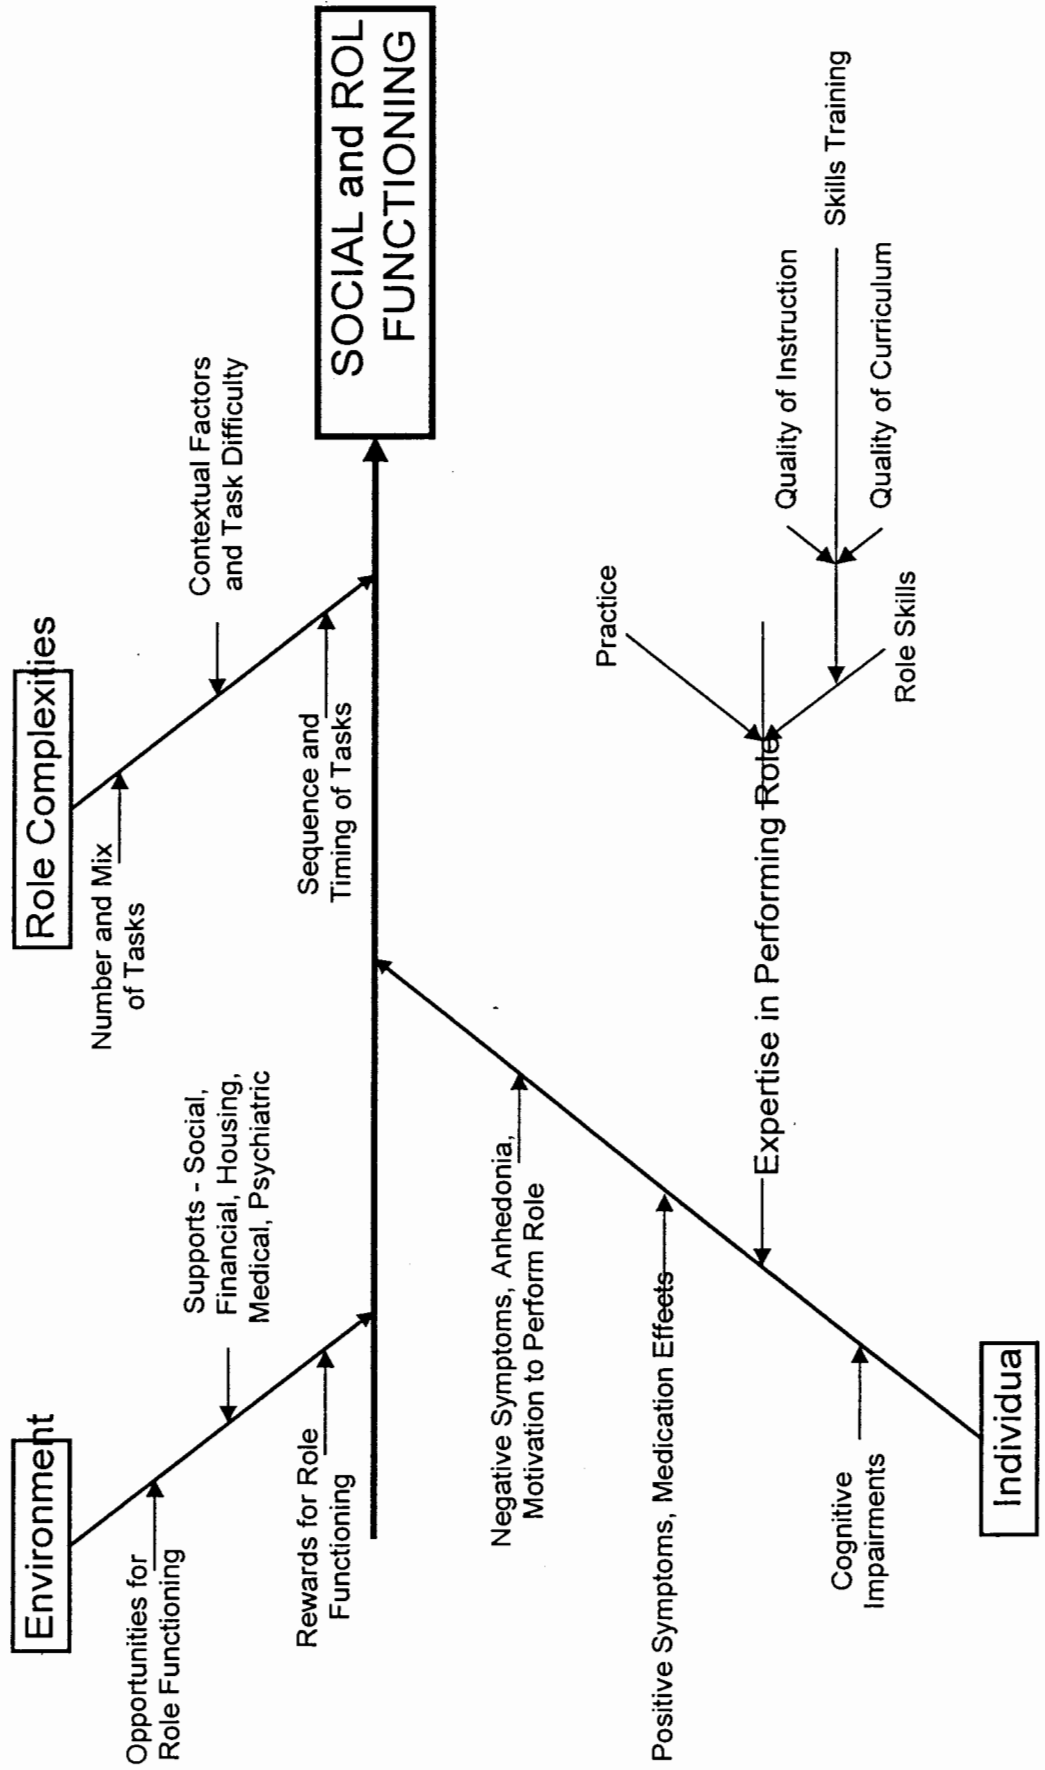 Environment
Role Complexities
Opportunities for
Role Functioning
Supports - Social,
Financial, Housing,
Medical, Psychiatric
Rewards for Role
Functioning
Number and Mix
of Tasks
Contextual Factors
and Task Difficulty
Sequence and
Timing of Tasks
SOCIAL and ROL
FUNCTIONING
Negative Symptoms, Anhedonia,
Motivation to Perform Role
Positive Symptoms, Medication Effects
Cognitive
Impairments
Individua
Expertise in Performing Role
Practice
Role Skills
Quality of Instruction
Skills Training
Quality of Curriculum